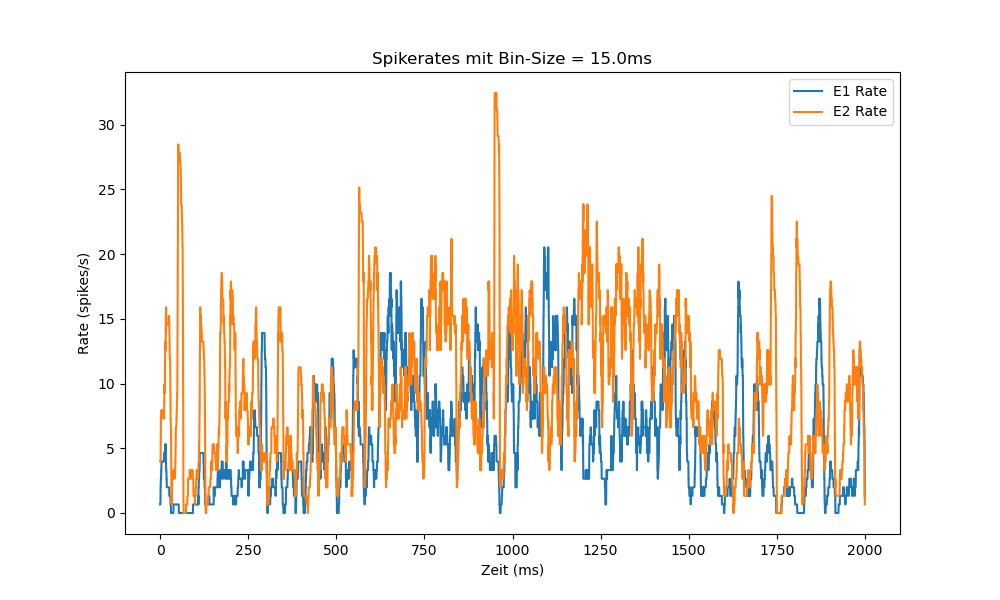 Spikerates mit Bin-Size = 15.0ms
E1 Rate
E2 Rate
30
25
20
15
10
5
0
Rate (spikes/s)
0 250 500 750 1000 1250 1500 1750 2000
Zeit (ms)